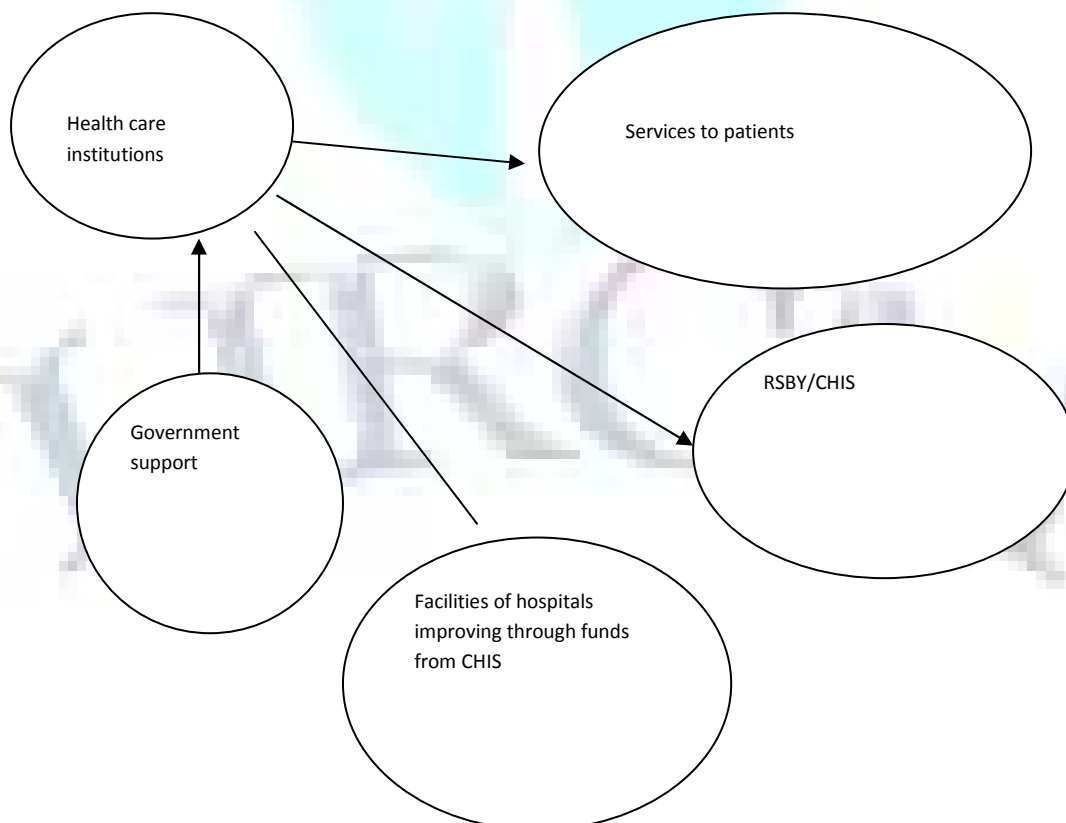 Health care
institutions
Services to patients
RSBY/CHIS
Government
support
Facilities of hospitals
improving through funds
from CHIS